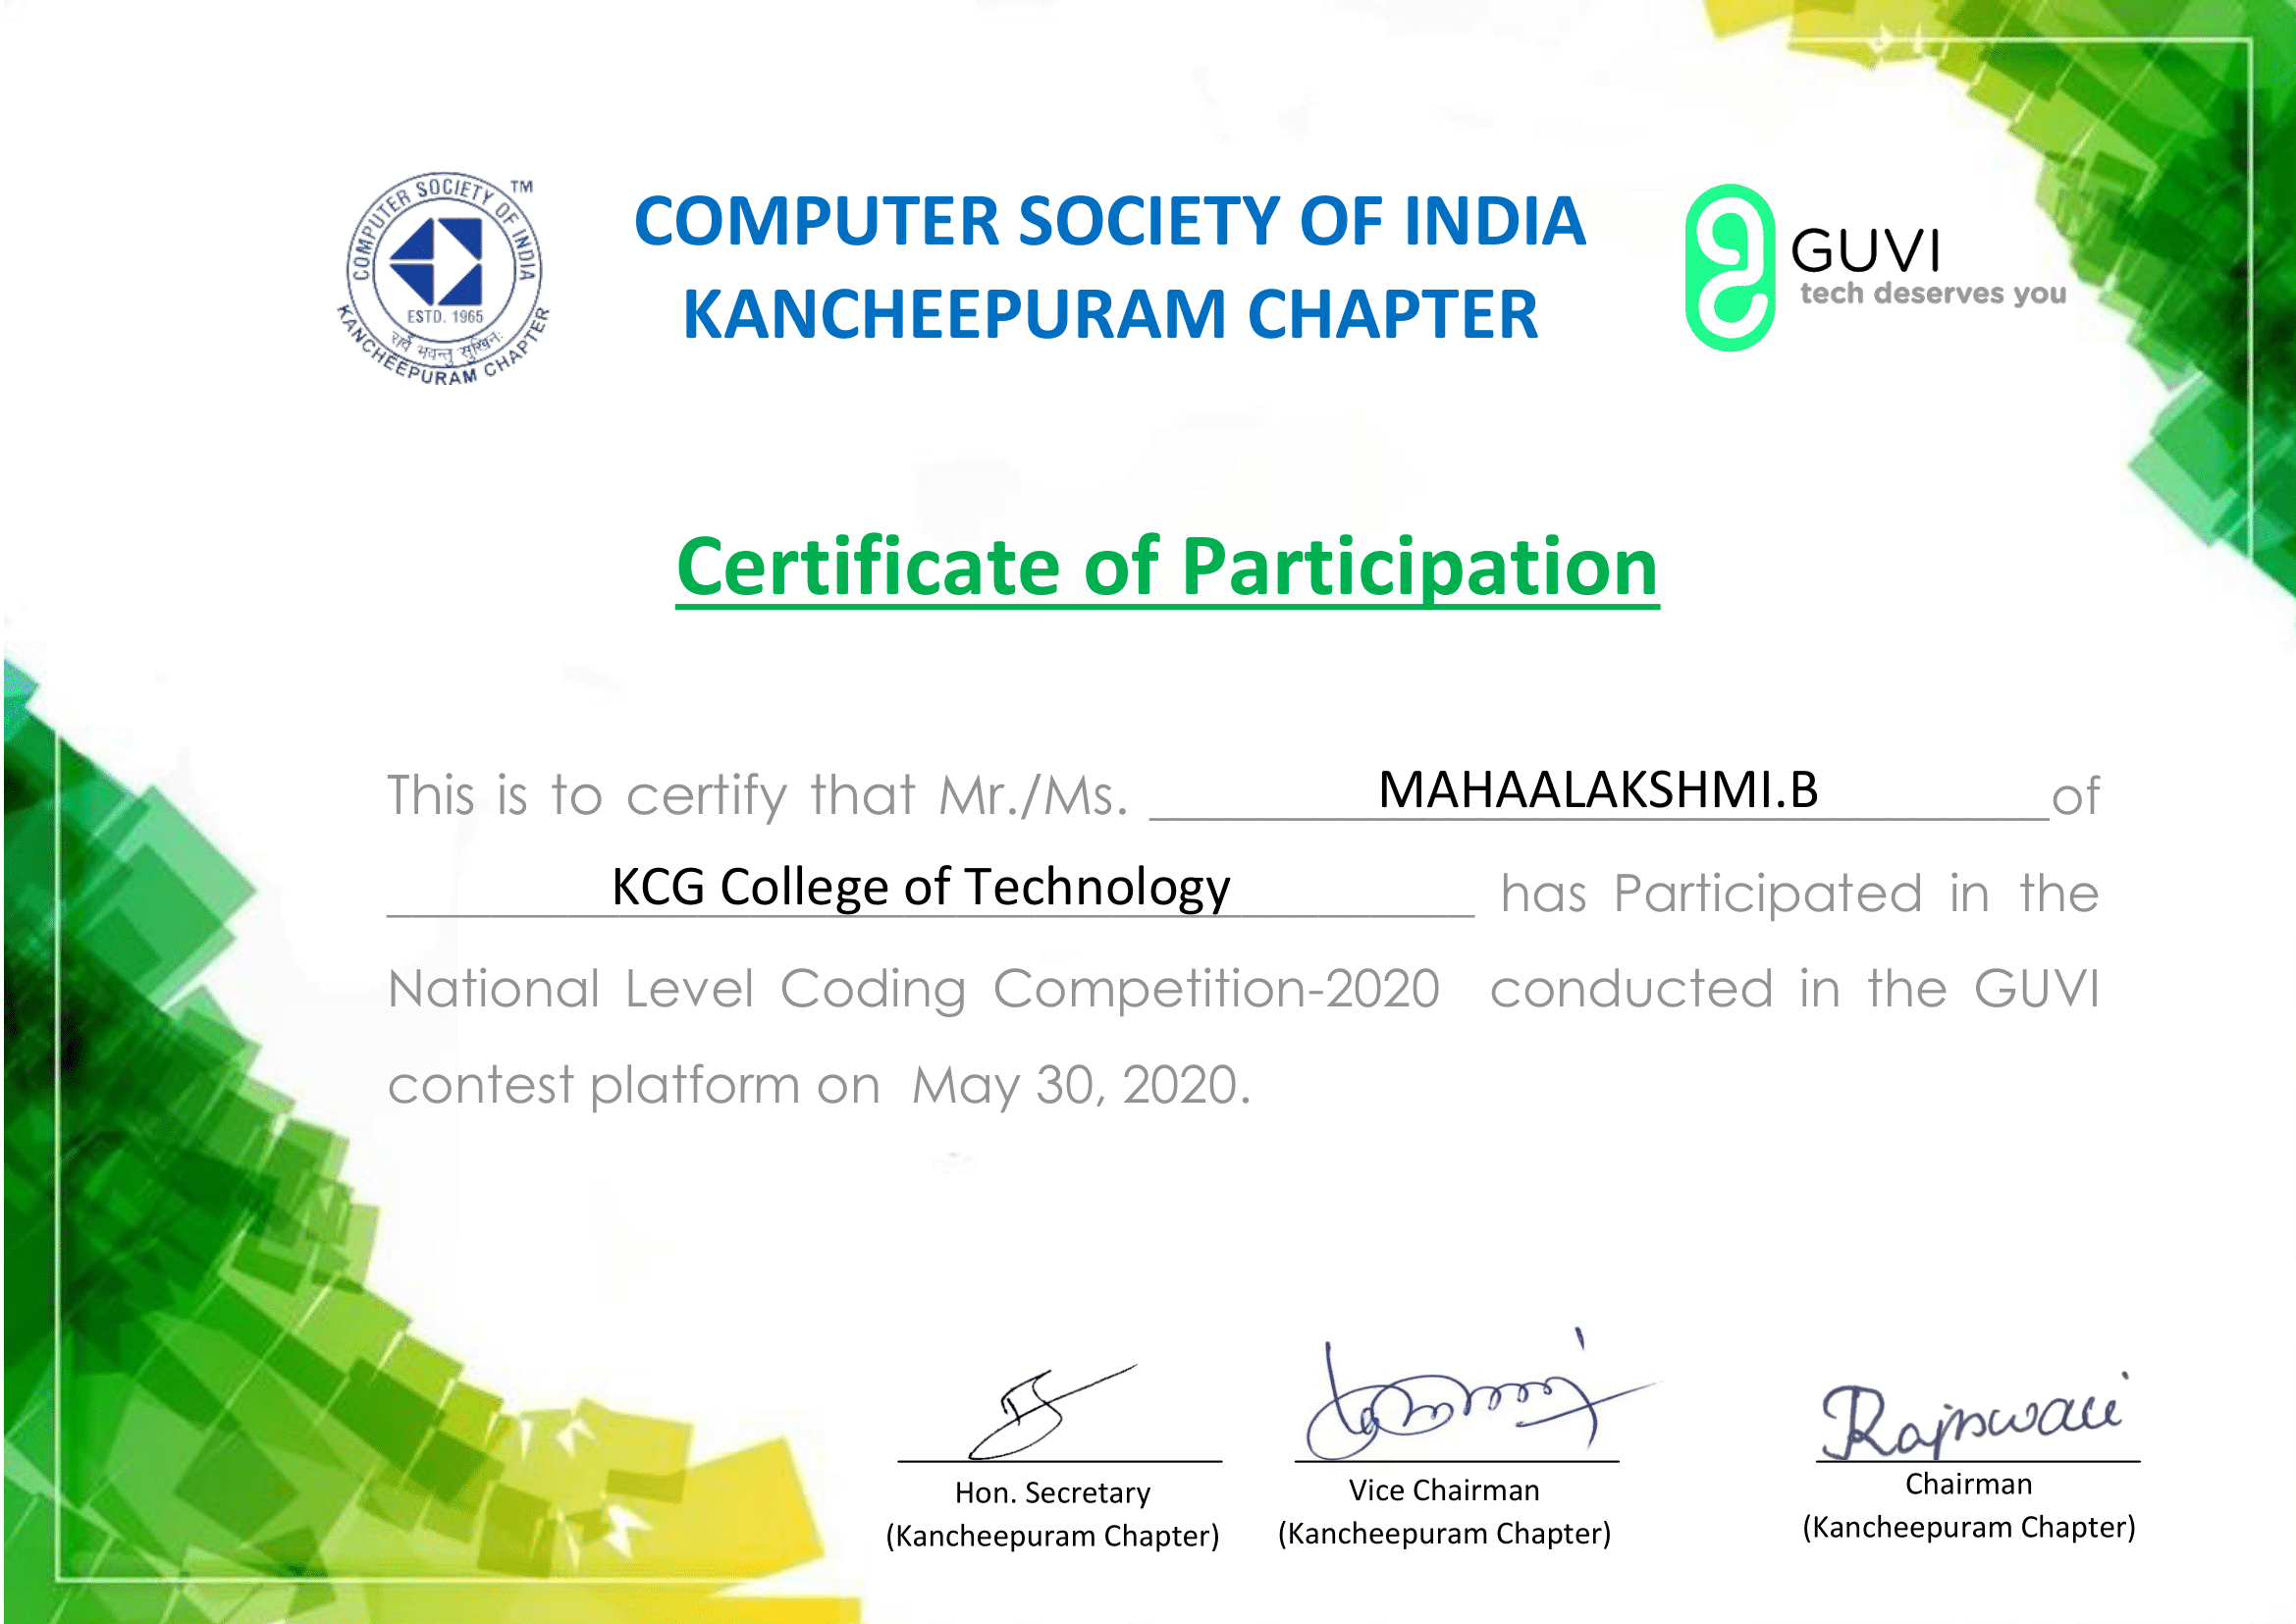 COMPUTER SOCIETY OF INDIA
TM
ESTD. 1965
KANCHEEPURAM CHAPTER
COMPUTER SOCIETY OF INDIA
KANCHEEPURAM CHAPTER
GUVI
tech deserves you
Certificate of Participation
This is to certify that Mr./Ms. MAHAALAKSHMI.B of
KCG College of Technology has Participated in the
National Level Coding Competition-2020 conducted in the GUVI
contest platform on May 30, 2020.
Hon. Secretary
(Kancheepuram Chapter)
Vice Chairman
(Kancheepuram Chapter)
Chairman
(Kancheepuram Chapter)